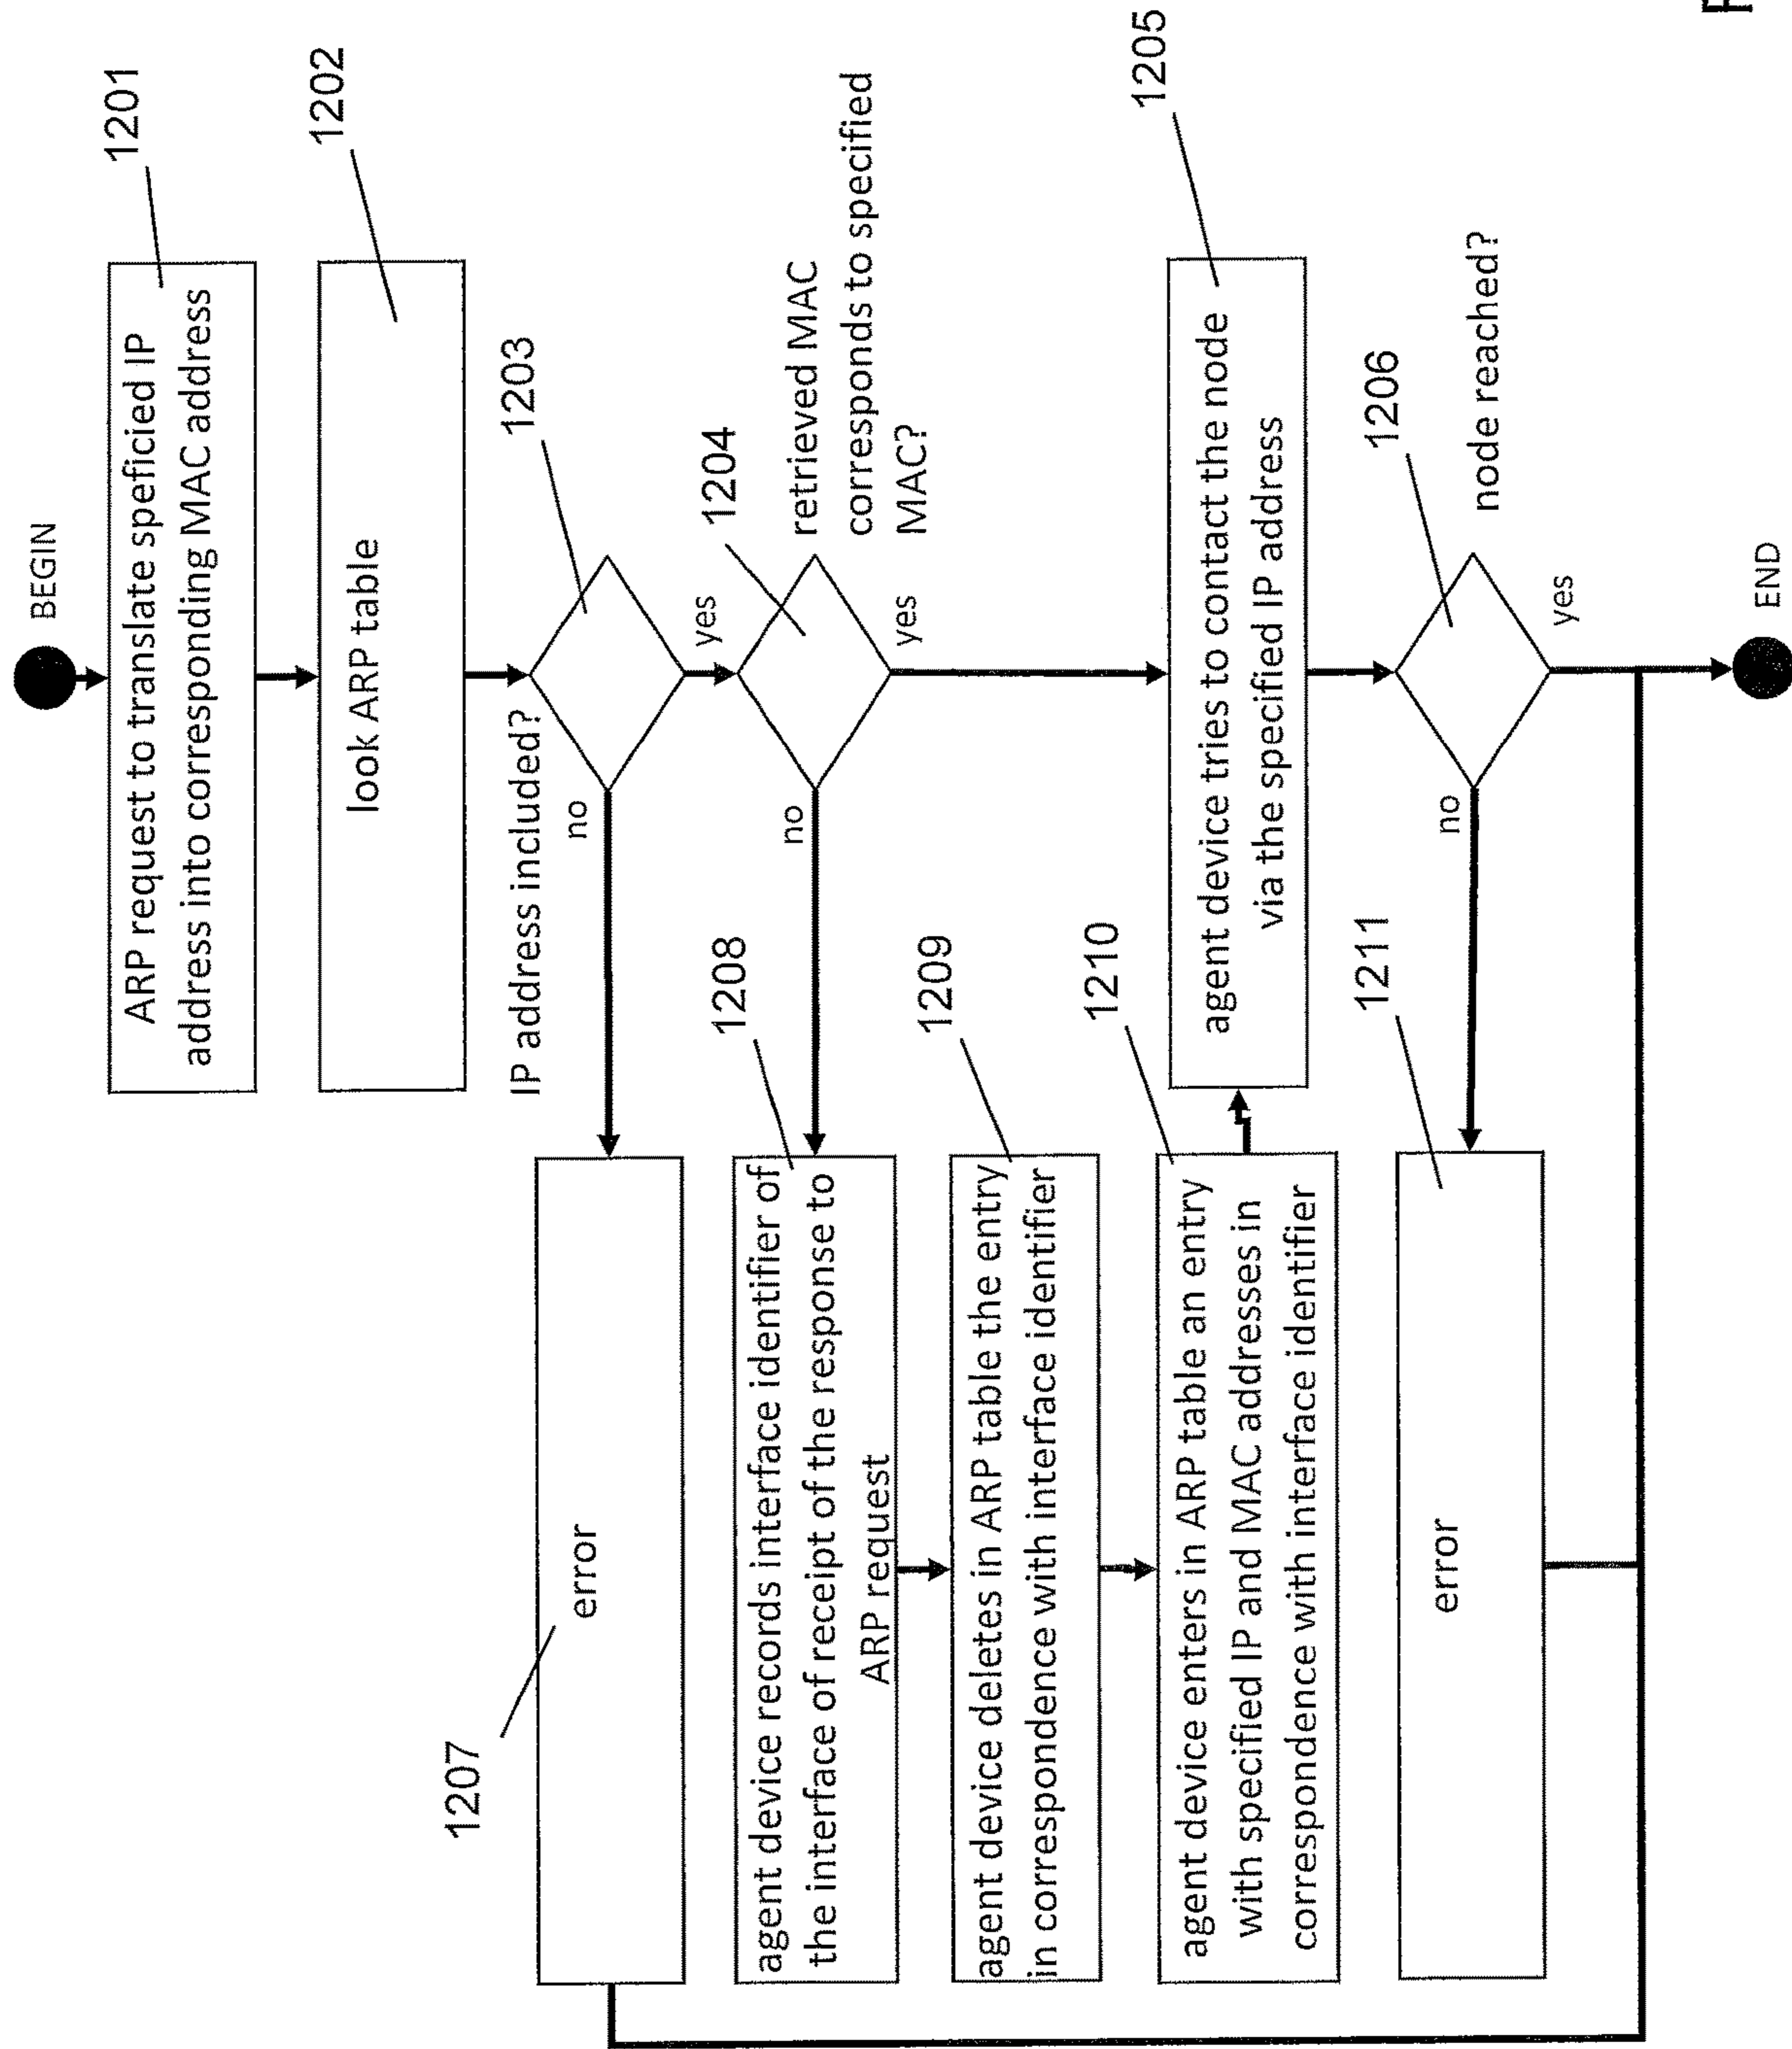 BEGIN
1201
ARP request to translate speficied IP
address into corresponding MAC address
1202
look ARP table
1203
IP address included?
no
yes
1204
retrieved MAC
corresponds to specified
MAC?
no
yes
1205
agent device tries to contact the node
via the specified IP address
1206
node reached?
no
yes
END
1207
error
1208
agent device records interface identifier of
the interface of receipt of the response to
ARP request
1209
agent device deletes in ARP table the entry
in correspondence with interface identifier
1210
agent device enters in ARP table an entry
with specified IP and MAC addresses in
correspondence with interface identifier
1211
error